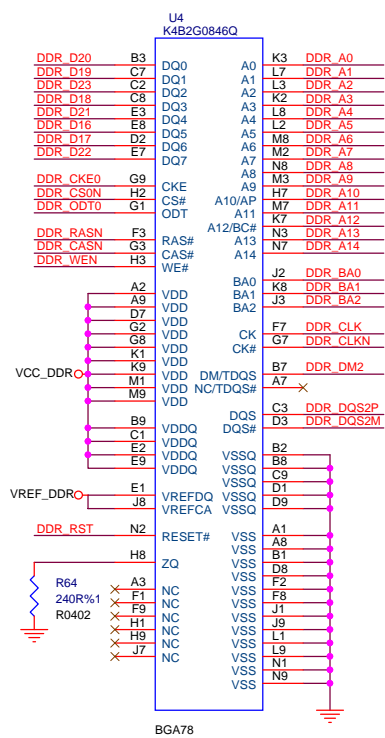 U4
K4B2G0846Q
DDR_D20 B3 DQ0 A0 K3 DDR_A0
DDR_D19 C7 DQ1 A1 L7 DDR_A1
DDR_D23 C2 DQ2 A2 L3 DDR_A2
DDR_D18 C8 DQ3 A3 K2 DDR_A3
DDR_D21 E3 DQ4 A4 L8 DDR_A4
DDR_D16 E8 DQ5 A5 L2 DDR_A5
DDR_D17 D2 DQ6 A6 M8 DDR_A6
DDR_D22 E7 DQ7 A7 M2 DDR_A7
A8 N8 DDR_A8
DDR_CKE0 G9 CKE A9 M3 DDR_A9
DDR_CS0N H2 CS# A10/AP H7 DDR_A10
DDR_ODT0 G1 ODT A11 M7 DDR_A11
A12/BC# K7 DDR_A12
DDR_RASN F3 RAS# A13 N3 DDR_A13
DDR_CASN G3 CAS# A14 N7 DDR_A14
DDR_WEN H3 WE#
BA0 J2 DDR_BA0
A2 VDD BA1 K8 DDR_BA1
A9 VDD BA2 J3 DDR_BA2
D7 VDD
G2 VDD CK F7 DDR_CLK
G8 VDD CK# G7 DDR_CLKN
K1 VDD
VCC_DDR K9 VDD DM/TDQS B7 DDR_DM2
M1 VDD NC/TDQS# A7
M9 VDD
DQS C3 DDR_DQS2P
B9 VDDQ DQS# D3 DDR_DQS2M
C1 VDDQ
E2 VDDQ VSSQ B2
E9 VDDQ VSSQ B8
VSSQ C9
VREF_DDR E1 VREFDQ VSSQ D1
J8 VREFCA VSSQ D9
DDR_RST N2 RESET# VSS A1
VSS A8
H8 ZQ VSS B1
VSS D8
R64 A3 NC VSS F2
240R%1 F1 NC VSS F8
R0402 F9 NC VSS J1
H1 NC VSS J9
H9 NC VSS L1
J7 NC VSS L9
VSS N1
VSS N9
BGA78